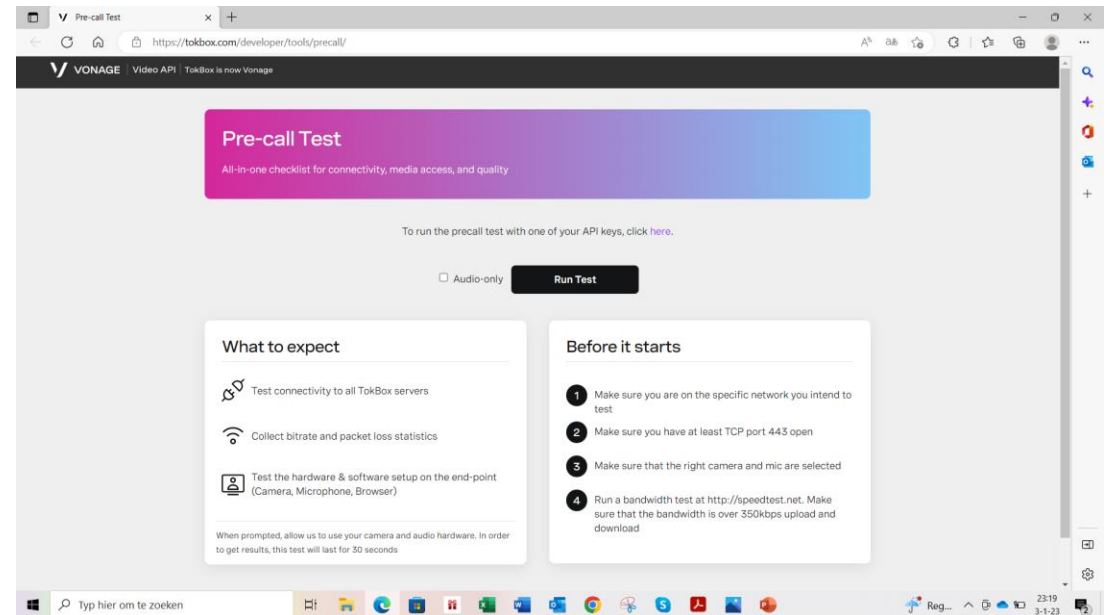 Pre-call Test
https://tokbox.com/developer/tools/precall/
VONAGE Video API TokBox is now Vonage
Pre-call Test
All-in-one checklist for connectivity, media access, and quality
To run the precall test with one of your API keys, click here.
Audio-only
Run Test
What to expect
Test connectivity to all TokBox servers
Collect bitrate and packet loss statistics
Test the hardware & software setup on the end-point
(Camera, Microphone, Browser)
When prompted, allow us to use your camera and audio hardware. In order
to get results, this test will last for 30 seconds
Before it starts
1 Make sure you are on the specific network you intend to
test
2 Make sure you have at least TCP port 443 open
3 Make sure that the right camera and mic are selected
4 Run a bandwidth test at http://speedtest.net. Make
sure that the bandwidth is over 350kbps upload and
download
Typ hier om te zoeken
Reg...
23:19
3-1-23